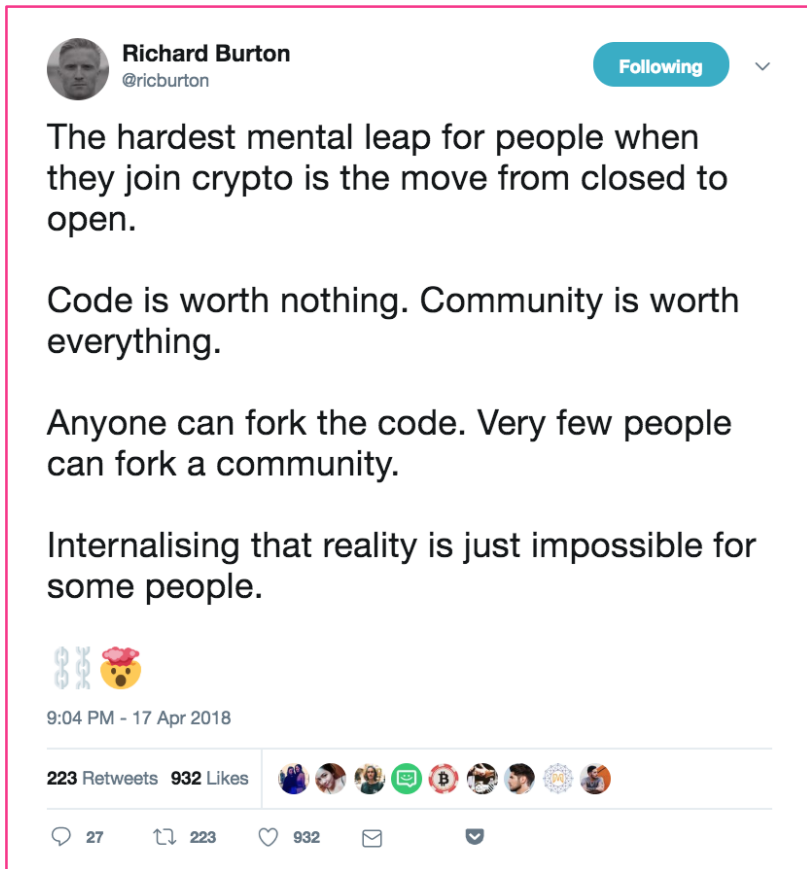 Richard Burton
@ricburton
Following
The hardest mental leap for people when
they join crypto is the move from closed to
open.
Code is worth nothing. Community is worth
everything.
Anyone can fork the code. Very few people
can fork a community.
Internalising that reality is just impossible for
some people.
9:04 PM - 17 Apr 2018
223 Retweets 932 Likes
27 223 932